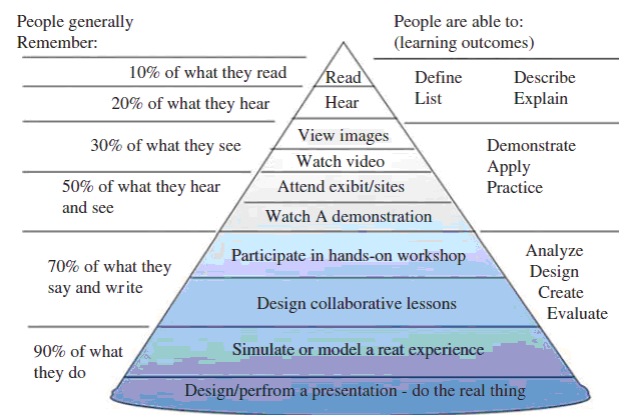 People generally
Remember:
People are able to:
(learning outcomes)
10% of what they read
Read
Define
Describe
20% of what they hear
Hear
List
Explain
30% of what they see
View images
Watch video
Demonstrate
Apply
Practice
50% of what they hear
and see
Attend exibit/sites
Watch A demonstration
70% of what they
say and write
Participate in hands-on workshop
Design collaborative lessons
Analyze
Design
Create
Evaluate
90% of what
they do
Simulate or model a reat experience
Design/perfrom a presentation - do the real thing